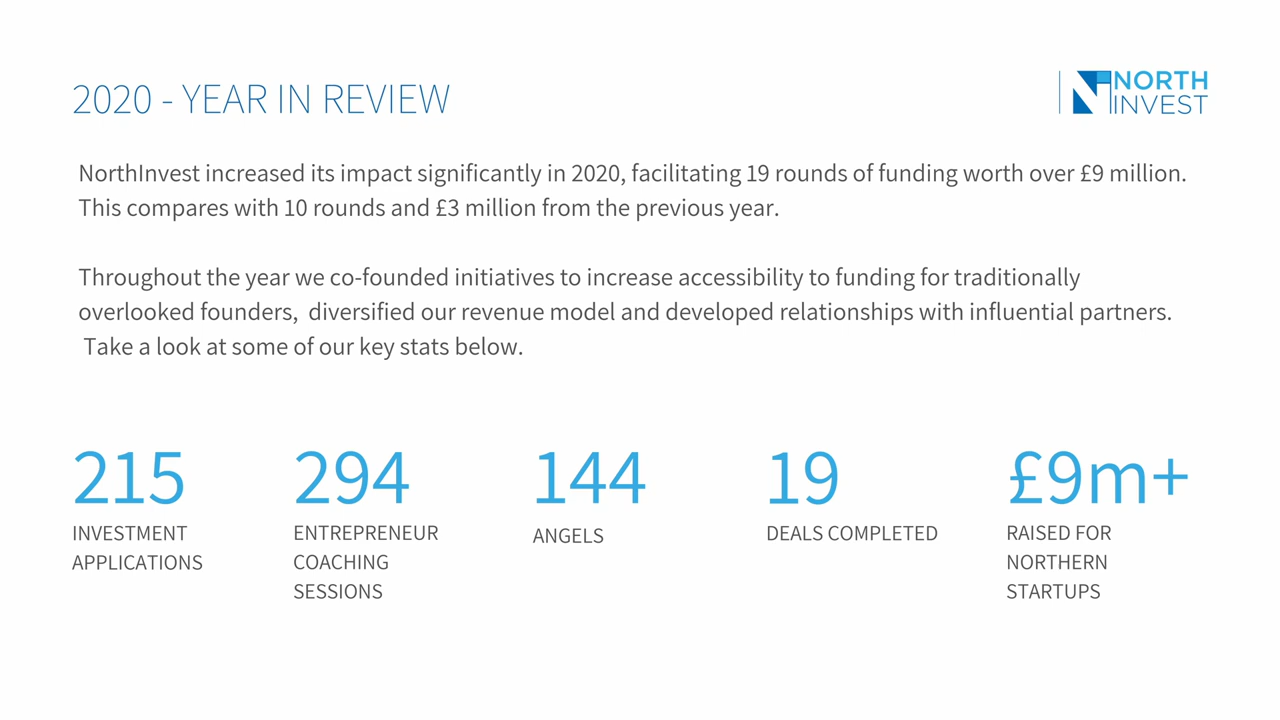 2020 - YEAR IN REVIEW
NORTH
INVEST
NorthInvest increased its impact significantly in 2020, facilitating 19 rounds of funding worth over £9 million.
This compares with 10 rounds and £3 million from the previous year.
Throughout the year we co-founded initiatives to increase accessibility to funding for traditionally
overlooked founders,  diversified our revenue model and developed relationships with influential partners.
Take a look at some of our key stats below.
215
INVESTMENT
APPLICATIONS
294
ENTREPRENEUR
COACHING
SESSIONS
144
ANGELS
19
DEALS COMPLETED
£9m+
RAISED FOR
NORTHERN
STARTUPS